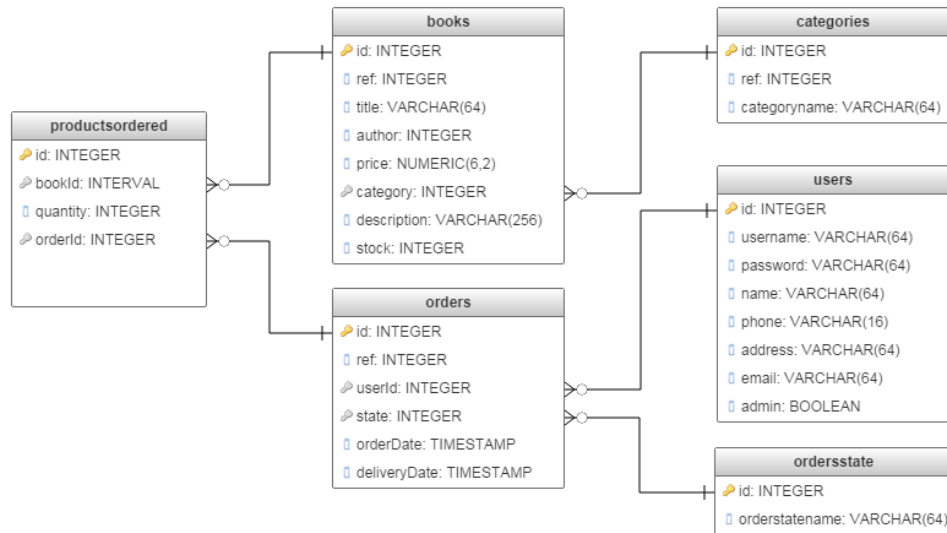 books
id: INTEGER
ref: INTEGER
title: VARCHAR(64)
author: INTEGER
price: NUMERIC(6,2)
category: INTEGER
description: VARCHAR(256)
stock: INTEGER
categories
id: INTEGER
ref: INTEGER
categoryname: VARCHAR(64)
productsordered
id: INTEGER
bookId: INTERVAL
quantity: INTEGER
orderId: INTEGER
users
id: INTEGER
username: VARCHAR(64)
password: VARCHAR(64)
name: VARCHAR(64)
phone: VARCHAR(16)
address: VARCHAR(64)
email: VARCHAR(64)
admin: BOOLEAN
orders
id: INTEGER
ref: INTEGER
userId: INTEGER
state: INTEGER
orderDate: TIMESTAMP
deliveryDate: TIMESTAMP
ordersstate
id: INTEGER
orderstatename: VARCHAR(64)